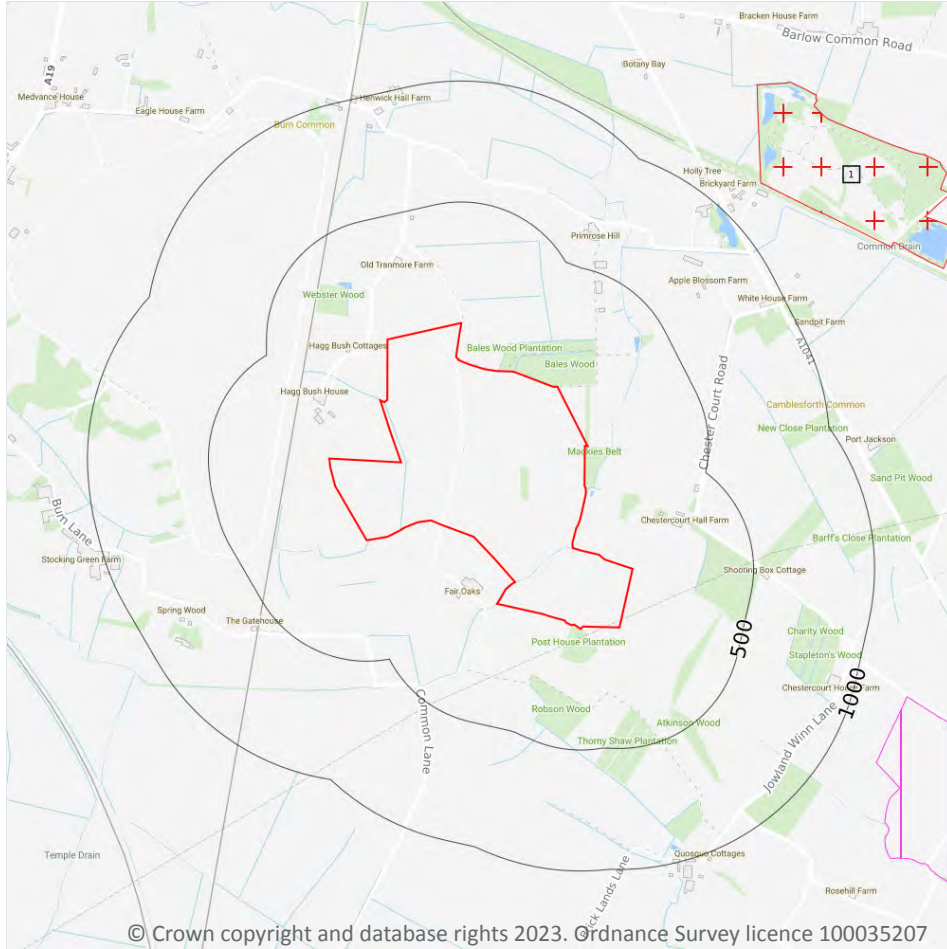 Bracken House Farm
Barlow Common Road
Botany Bay
A19
Medvance House
Eagle House Farm
Henwick Hall Farm
Burn Common
Holly Tree
Brickyard Farm
1
Primrose Hill
Common Drain
Old Tranmore Farm
Apple Blossom Farm
Webster Wood
White House Farm
Sandpit Farm
A1041
Hagg Bush Cottages
Bales Wood Plantation
Bales Wood
Hagg Bush House
Chester Court Road
Camblesforth Common
New Close Plantation
Port Jackson
Mackies Belt
Sand Pit Wood
Burn Lane
Chestercourt Hall Farm
Barff's Close Plantation
Stocking Green Farm
Shooting Box Cottage
Fair Oaks
Spring Wood
The Gatehouse
Post House Plantation
500
Charity Wood
Stapleton's Wood
Chestercourt House Farm
1000
Common Lane
Robson Wood
Atkinson Wood
Thorny Shaw Plantation
Jowland Winn Lane
Temple Drain
Quosquo Cottages
Lands Lane
Rosehill Farm
© Crown copyright and database rights 2023. Ordnance Survey licence 100035207